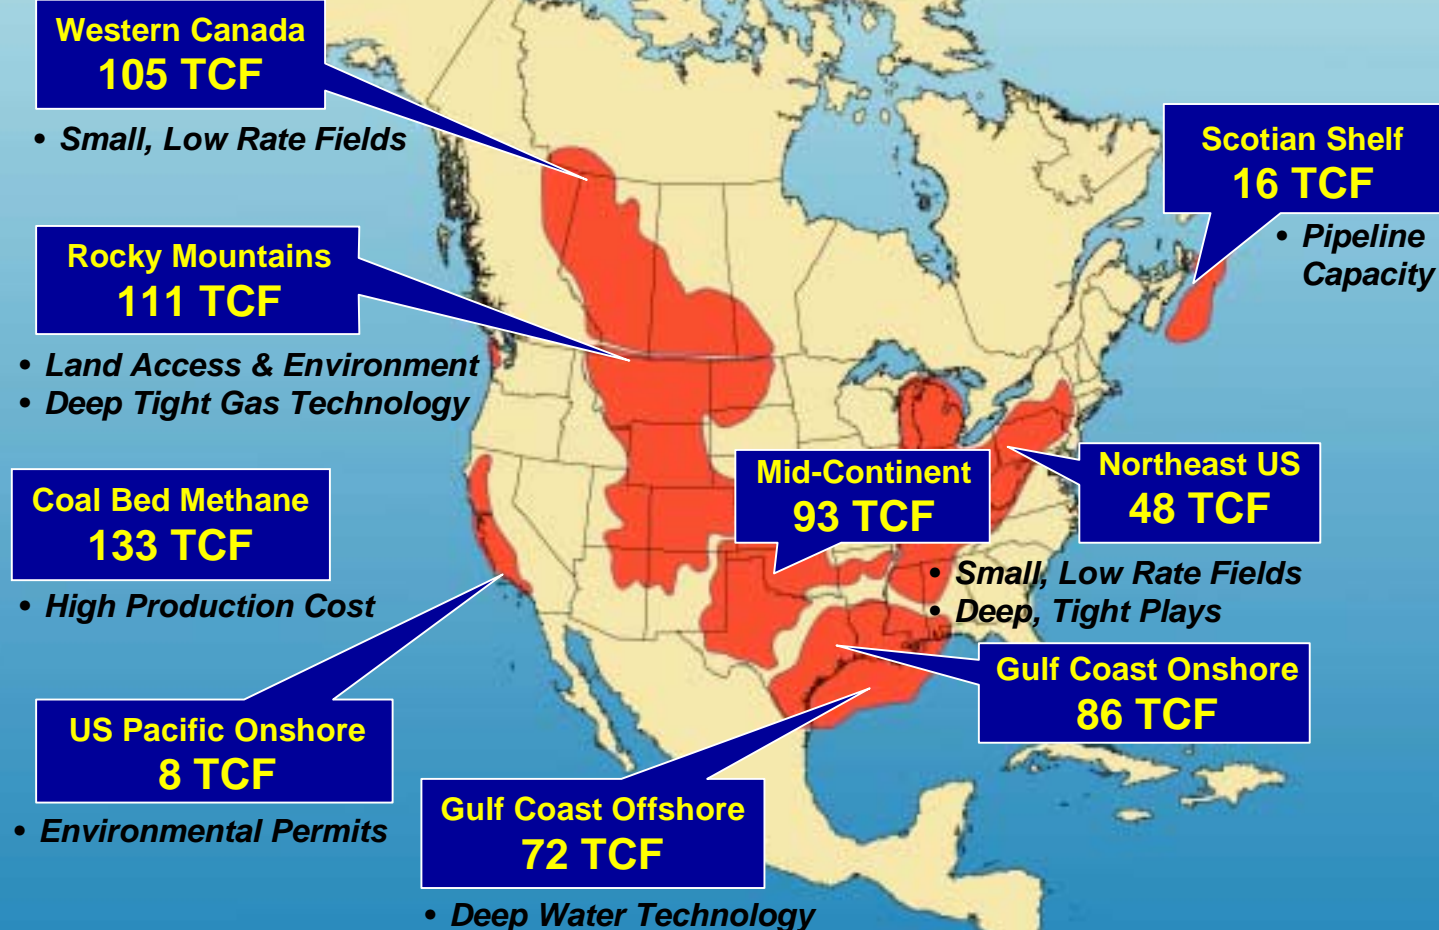 Western Canada
105 TCF
• Small, Low Rate Fields
Scotian Shelf
16 TCF
• Pipeline
Capacity
Rocky Mountains
111 TCF
• Land Access & Environment
• Deep Tight Gas Technology
Mid-Continent
93 TCF
Northeast US
48 TCF
• Small, Low Rate Fields
• Deep, Tight Plays
Coal Bed Methane
133 TCF
• High Production Cost
Gulf Coast Onshore
86 TCF
US Pacific Onshore
8 TCF
• Environmental Permits
Gulf Coast Offshore
72 TCF
• Deep Water Technology